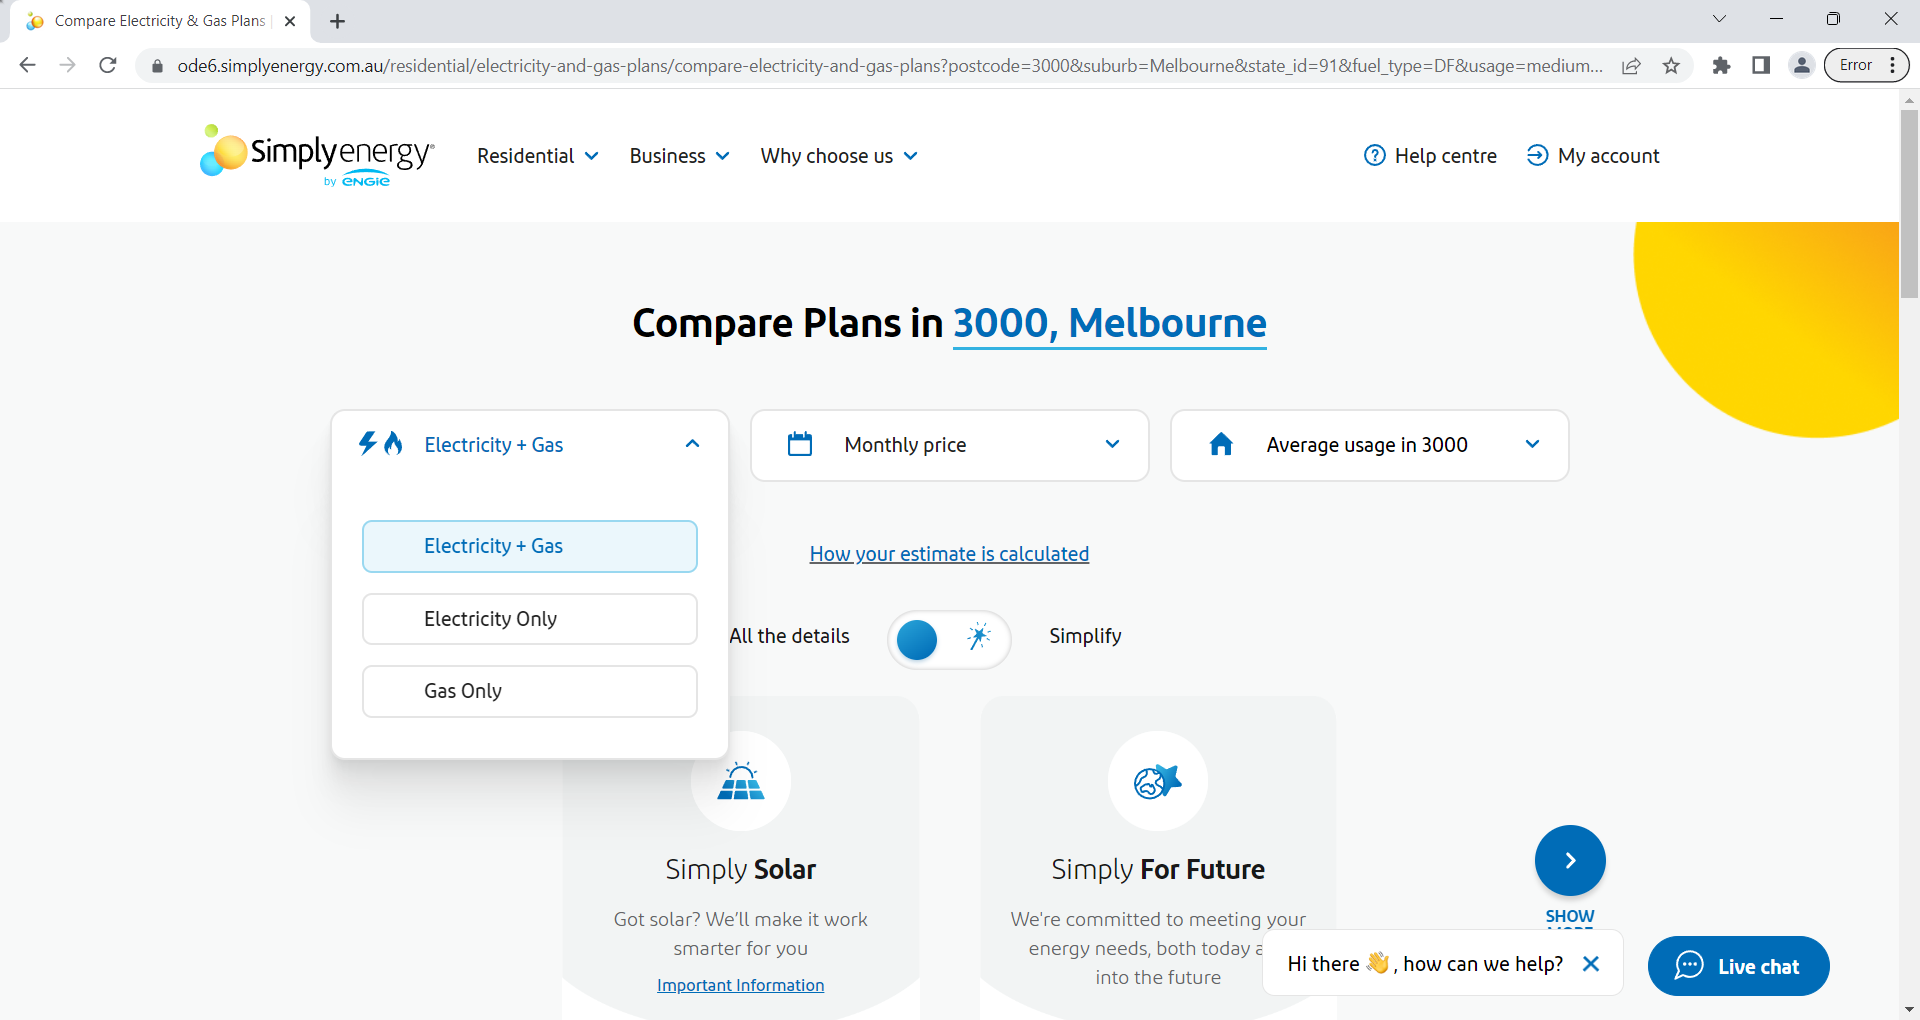 Compare Electricity & Gas Plans |
ode6.simplyenergy.com.au/residential/electricity-and-gas-plans/compare-electricity-and-gas-plans?postcode=3000&suburb=Melbourne&state_id=91&fuel_type=DF&usage=medium...
Error
Simplyenergy
by ENGIE
Residential
Business
Why choose us
Help centre
My account
Compare Plans in 3000, Melbourne
Electricity + Gas
Monthly price
Average usage in 3000
Electricity + Gas
Electricity Only
Gas Only
How your estimate is calculated
All the details
Simplify
Simply Solar
Got solar? We'll make it work
smarter for you
Important Information
Simply For Future
We're committed to meeting your
energy needs, both today a
into the future
SHOW
MORE
Hi there 👋, how can we help?
Live chat